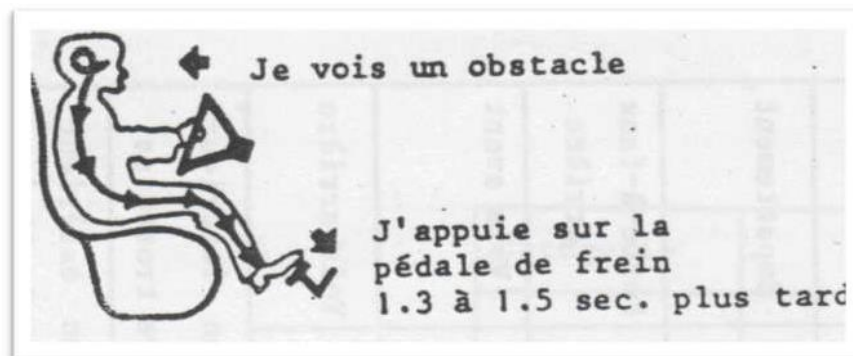 Je vois un obstacle
J'appuie sur la
pédale de frein
1.3 à 1.5 sec. plus tard